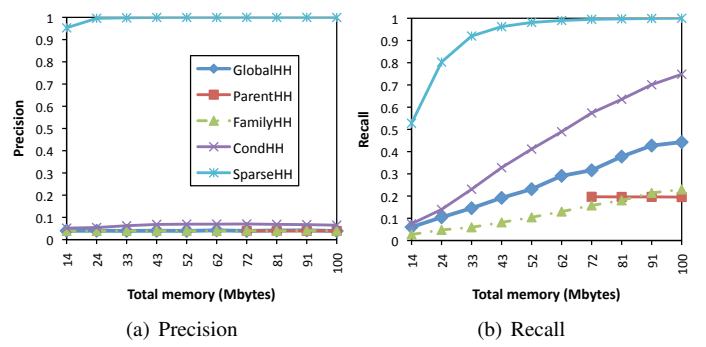 1
0.9
0.8
0.7
0.6
0.5
0.4
0.3
0.2
0.1
0
Precision
GlobalHH
ParentHH
FamilyHH
CondHH
SparseHH
14 24 33 43 52 62 72 81 91 100
Total memory (Mbytes)
(a) Precision
1
0.9
0.8
0.7
0.6
0.5
0.4
0.3
0.2
0.1
0
Recall
14 24 33 43 52 62 72 81 91 100
Total memory (Mbytes)
(b) Recall